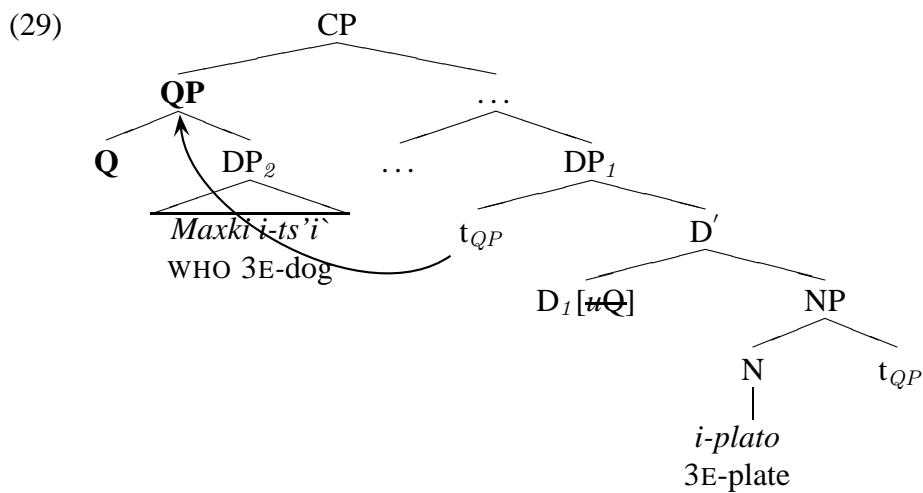 (29)
CP
QP
...
Q
DP2
...
DP1
Maxki i-ts'i`
WHO 3E-dog
tQP
D′
D1[uQ]
NP
N
tQP
i-plato
3E-plate